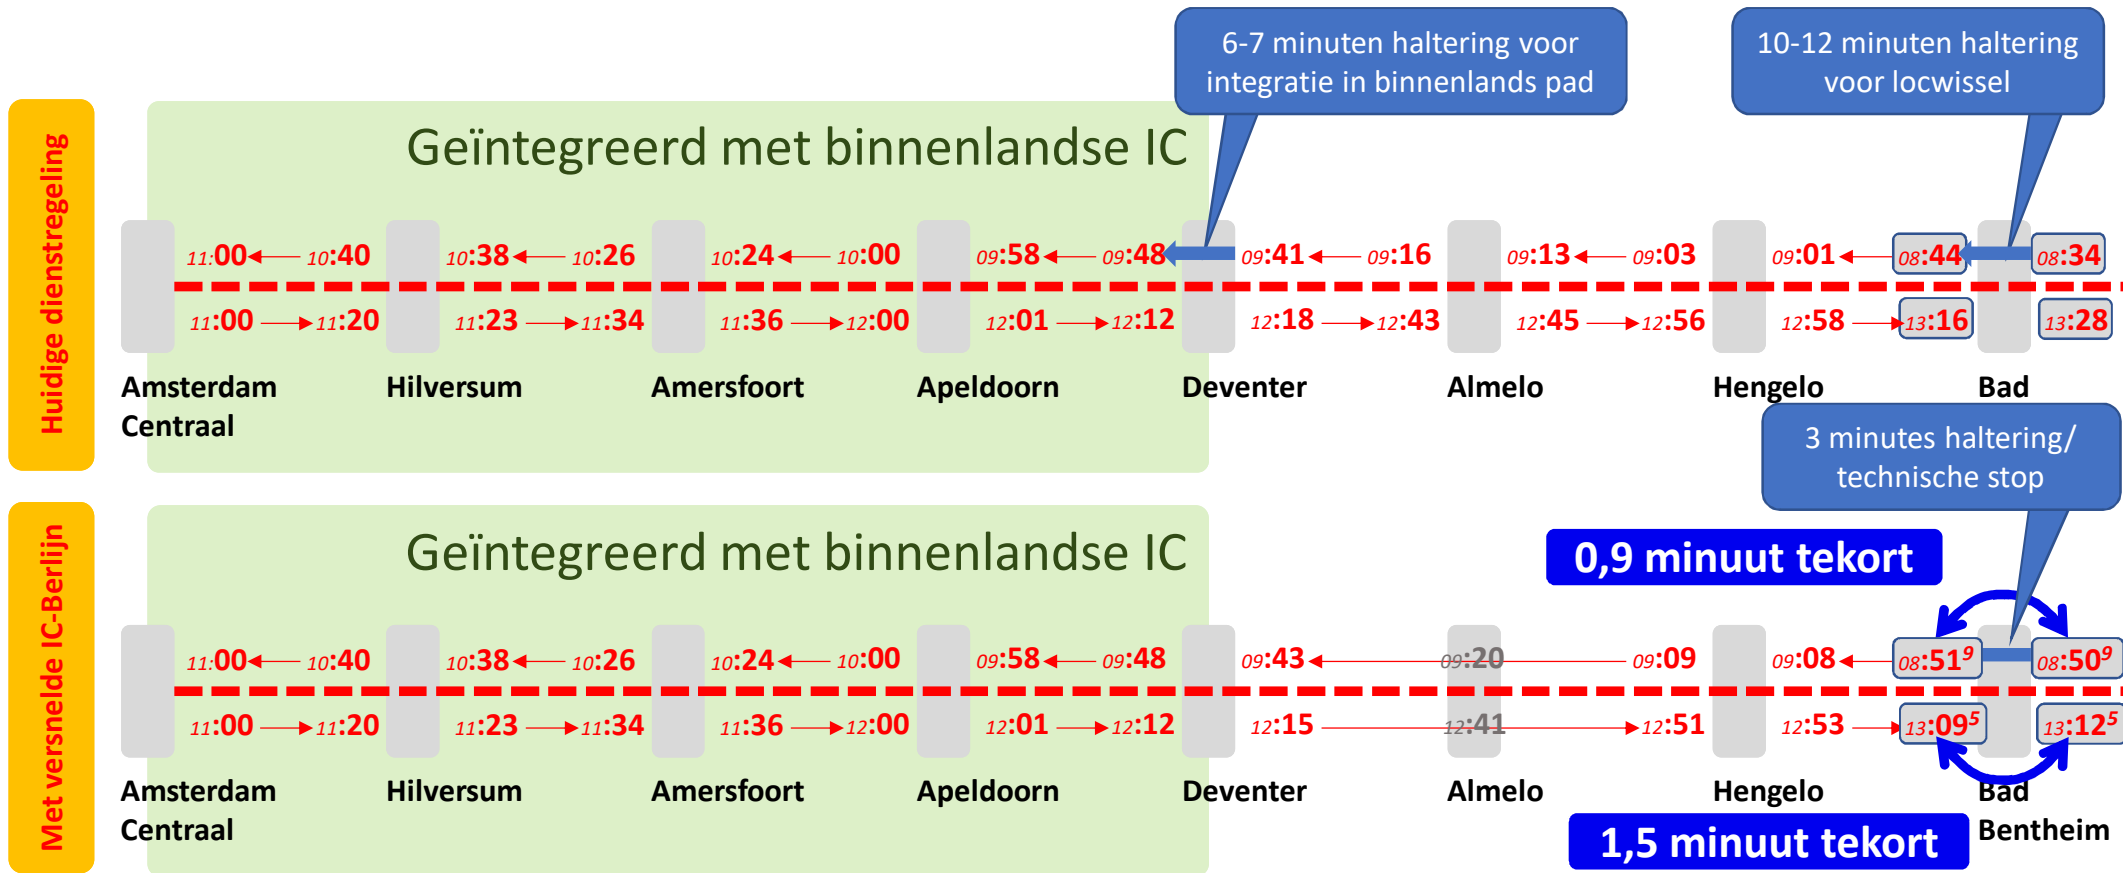 6-7 minuten haltering voor
integratie in binnenlands pad
10-12 minuten haltering
voor locwissel
Huidige dienstregeling
Geïntegreerd met binnenlandse IC
11:00 10:40 10:38 10:26 10:24 10:00 09:58 09:48 09:41 09:16 09:13 09:03 09:01 08:44 08:34
11:00 11:20 11:23 11:34 11:36 12:00 12:01 12:12 12:18 12:43 12:45 12:56 12:58 13:16 13:28
Amsterdam Hilversum Amersfoort Apeldoorn Deventer Almelo Hengelo Bad
Centraal
3 minutes haltering/
technische stop
Met versnelde IC-Berlijn
Geïntegreerd met binnenlandse IC
0,9 minuut tekort
11:00 10:40 10:38 10:26 10:24 10:00 09:58 09:48 09:43 09:20 09:09 09:08 08:51⁹ 08:50⁹
11:00 11:20 11:23 11:34 11:36 12:00 12:01 12:12 12:15 12:41 12:51 12:53 13:09⁵ 13:12⁵
Amsterdam Hilversum Amersfoort Apeldoorn Deventer Almelo Hengelo Bad
Centraal Bentheim
1,5 minuut tekort